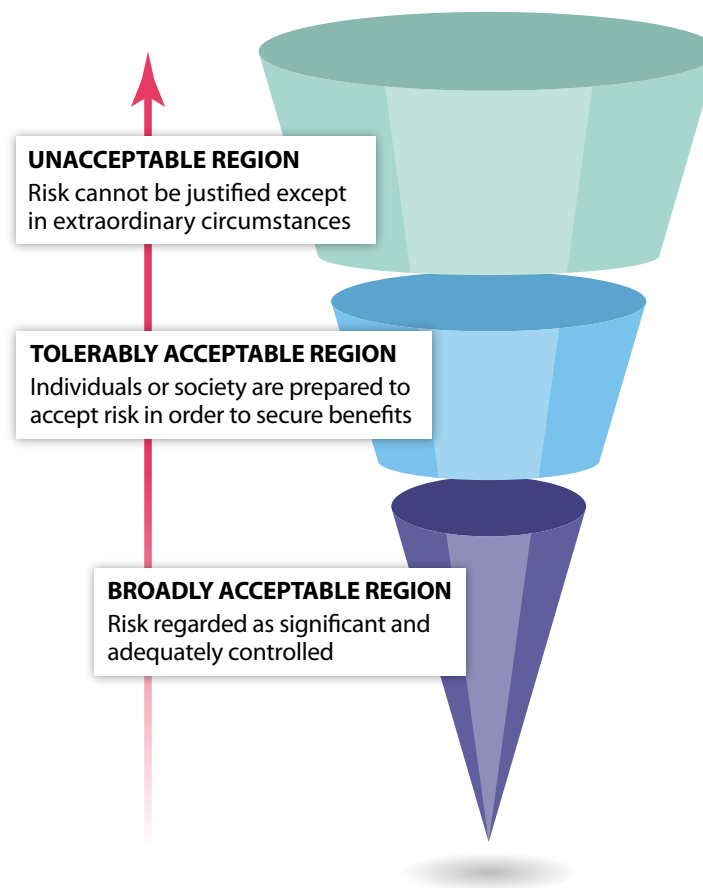 UNACCEPTABLE REGION
Risk cannot be justified except
in extraordinary circumstances
TOLERABLY ACCEPTABLE REGION
Individuals or society are prepared to
accept risk in order to secure benefits
BROADLY ACCEPTABLE REGION
Risk regarded as significant and
adequately controlled